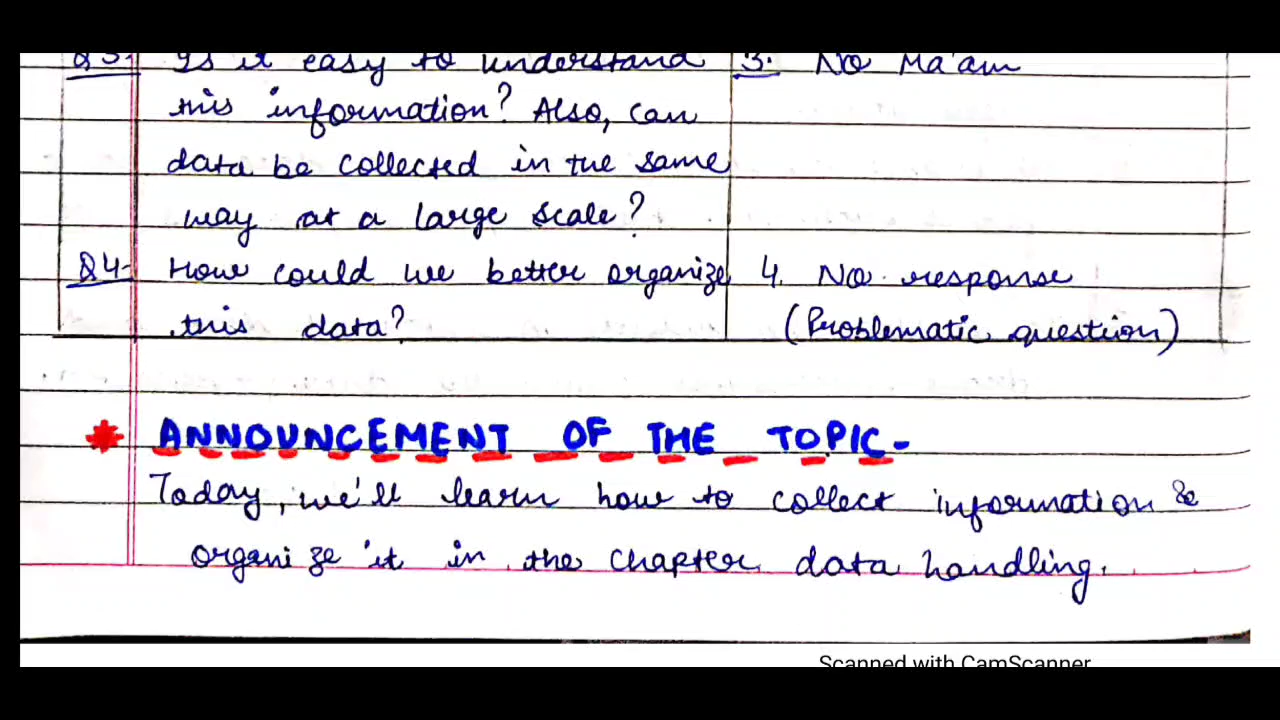 Q3. Is it easy to understand 3. No Ma'am
this information? Also, can
data be collected in the same
way at a large scale?
Q4- How could we better organize 4. No response
this data? (Problematic question)
* ANNOUNCEMENT OF THE TOPIC-
Today, we'll learn how to collect information &
organize it in the chapter data handling.
Scanned with CamScanner